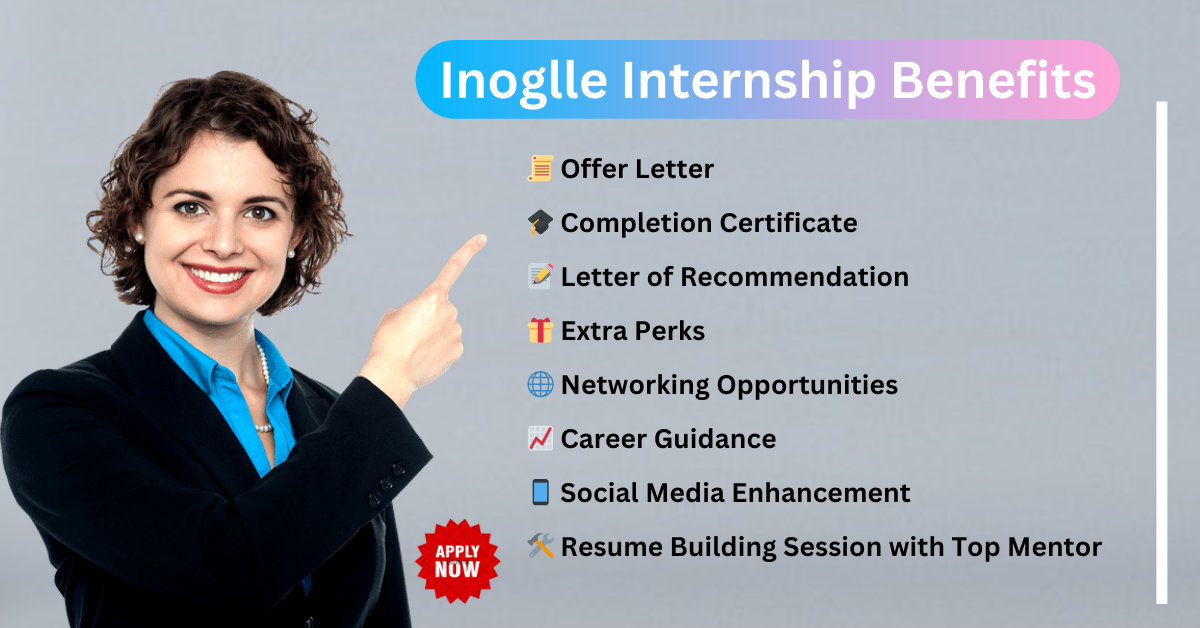 Inoglle Internship Benefits
Offer Letter
Completion Certificate
Letter of Recommendation
Extra Perks
Networking Opportunities
Career Guidance
Social Media Enhancement
Resume Building Session with Top Mentor
APPLY
NOW